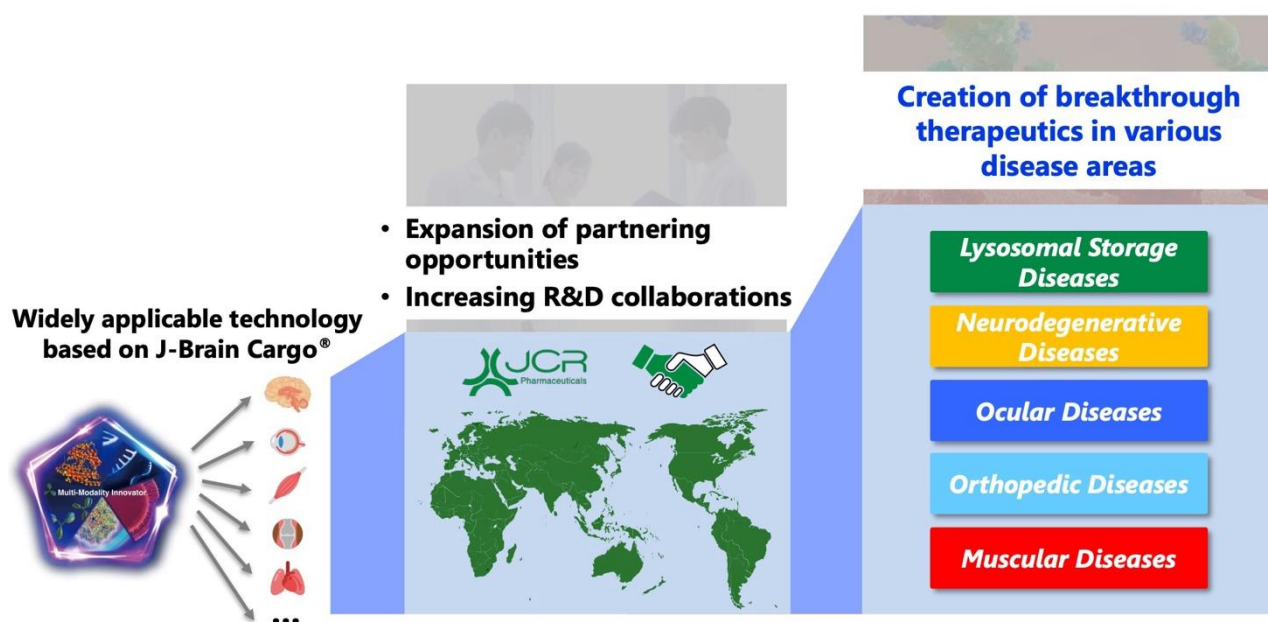 Widely applicable technology
based on J-Brain Cargo®
Multi-Modality Innovator
• Expansion of partnering
opportunities
• Increasing R&D collaborations
JCR
Pharmaceuticals
Creation of breakthrough
therapeutics in various
disease areas
Lysosomal Storage
Diseases
Neurodegenerative
Diseases
Ocular Diseases
Orthopedic Diseases
Muscular Diseases